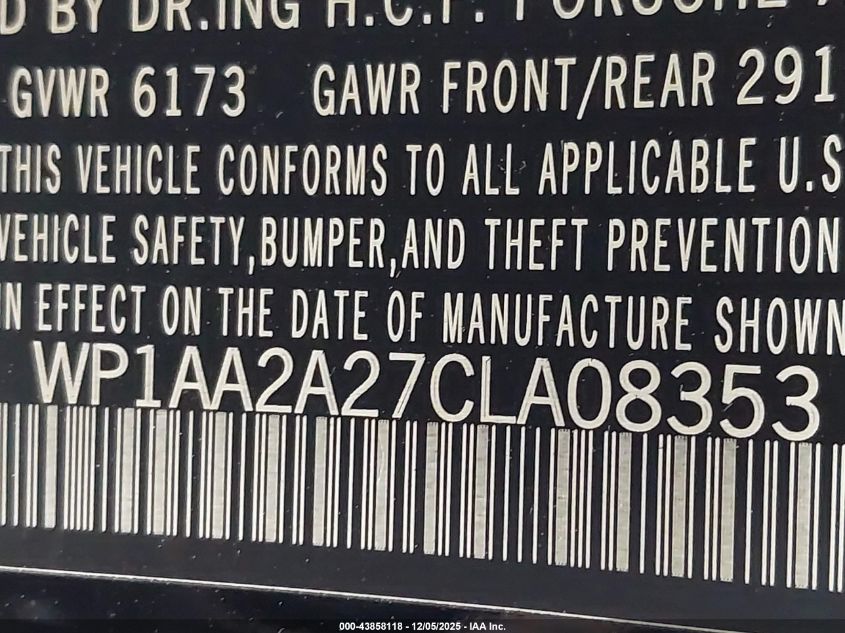 D BY DR.ING H.C.F. PORSCHE
GVWR 6173 GAWR FRONT/REAR 291
THIS VEHICLE CONFORMS TO ALL APPLICABLE U.S
VEHICLE SAFETY,BUMPER,AND THEFT PREVENTION
IN EFFECT ON THE DATE OF MANUFACTURE SHOWN
WP1AA2A27CLA08353
000-43858118 - 12/05/2025 - IAA Inc.